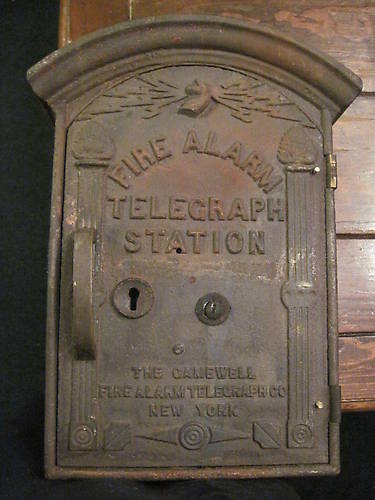 FIRE ALARM
TELEGRAPH
STATION
THE GAMEWELL
FIRE ALARM TELEGRAPH CO
NEW YORK